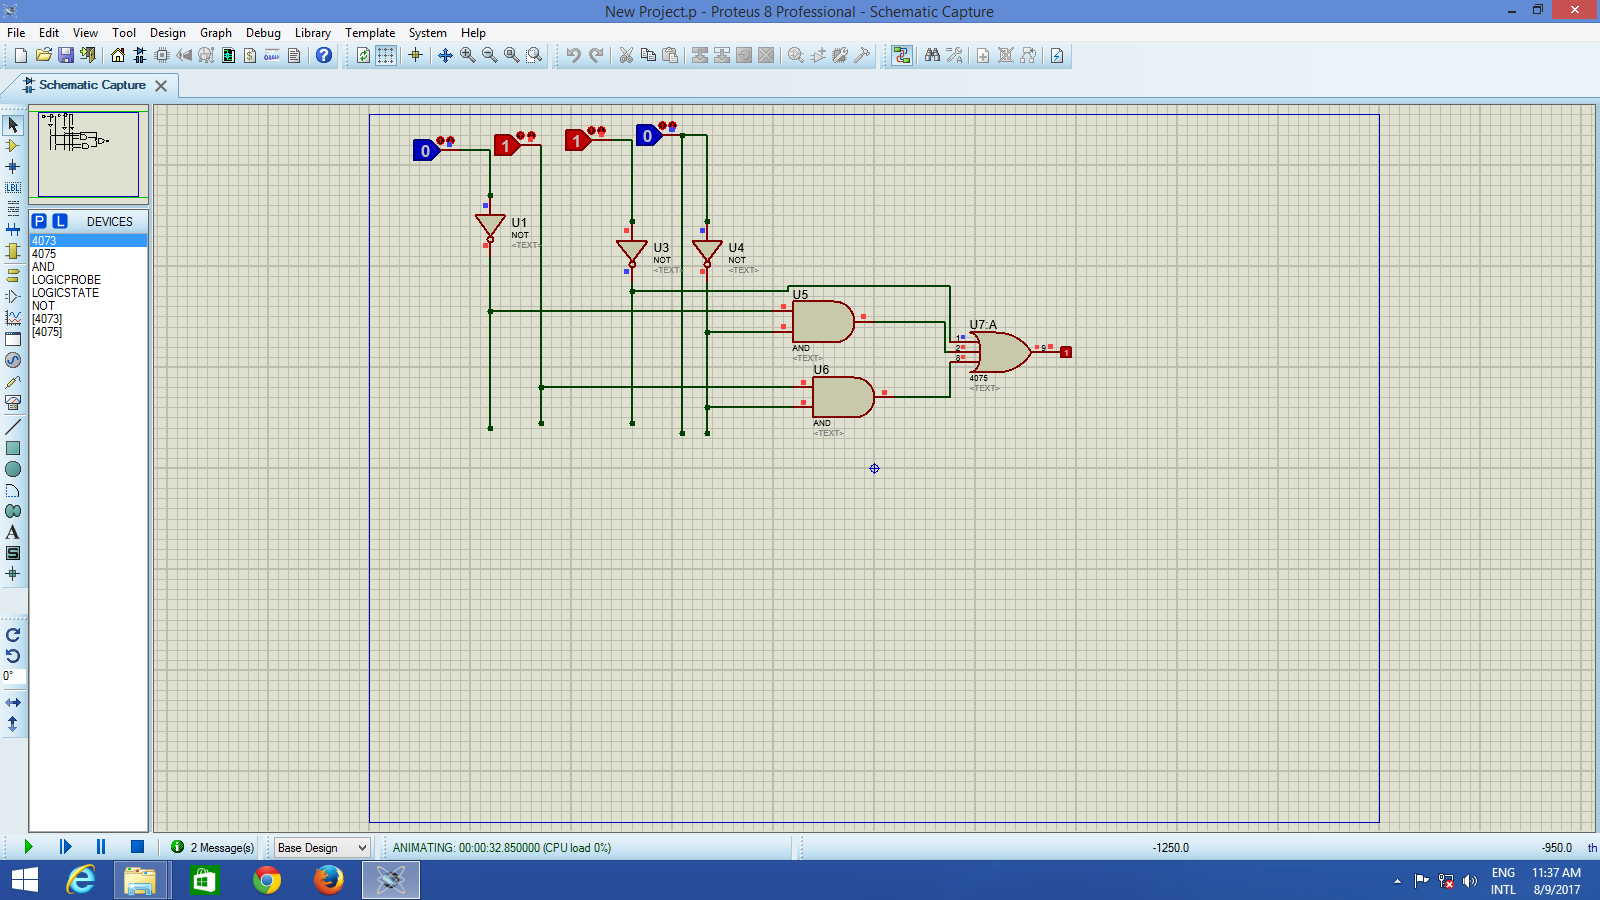 New Project.p - Proteus 8 Professional - Schematic Capture
File Edit View Tool Design Graph Debug Library Template System Help
Schematic Capture
P L DEVICES
4073
4075
AND
LOGICPROBE
LOGICSTATE
NOT
[4073]
[4075]
LBL
A
S
0°
0
1
1
0
U1
NOT
<TEXT>
U3
NOT
<TEXT>
U4
NOT
<TEXT>
U5
AND
<TEXT>
U6
AND
<TEXT>
U7:A
1
2
8
9
1
4075
<TEXT>
2 Message(s) Base Design ANIMATING: 00:00:32.850000 (CPU load 0%) -1250.0 -950.0 th
ENG 11:37 AM
INTL 8/9/2017